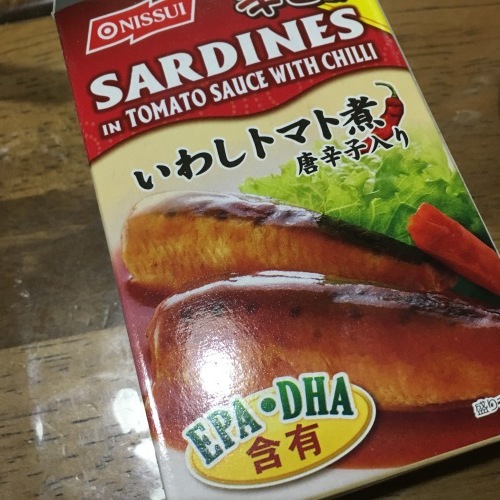 NISSUI
SARDINES
IN TOMATO SAUCE WITH CHILLI
いわしトマト煮
唐辛子入り
EPA・DHA
含有